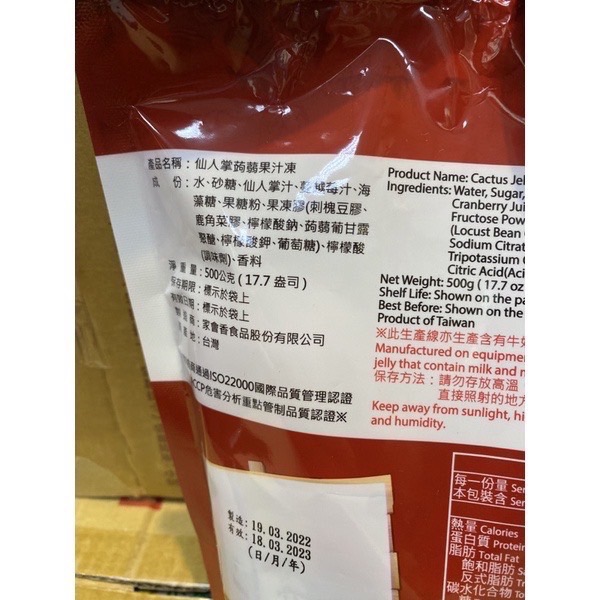 產品名稱：仙人掌蒟蒻果汁凍
成 份：水、砂糖、仙人掌汁、蔓越莓汁、海
藻糖、果糖粉、果凍膠(刺槐豆膠、
鹿角菜膠、檸檬酸鈉、蒟蒻葡甘露
聚醣、檸檬酸鉀、葡萄糖)、檸檬酸
(調味劑)、香料
淨 重 量：500公克(17.7 盎司)
保存期限：標示於袋上
有效日期：標示於袋上
製 造 商：家會香食品股份有限公司
產 地：台灣
通過ISO22000國際品質管理認證
CCP危害分析重點管制品質認證※
製造: 19.03.2022
有效: 18.03.2023
(日/月/年)
Product Name: Cactus Jel
Ingredients: Water, Sugar,
Cranberry Jui
Fructose Pow
(Locust Bean
Sodium Citrat
Tripotassium C
Citric Acid(Aci
Net Weight: 500g ( 17.7 oz
Shelf Life: Shown on the pa
Best Before: Shown on the
Product of Taiwan
※此生產線亦生產含有牛
Manufactured on equipme
jelly that contain milk and m
保存方法：請勿存放高溫
直接照射的地方
Keep away from sunlight, hi
and humidity.
每一份量 Ser
本包裝含 Ser
熱量 Calories
蛋白質 Protein
脂肪 Total Fat
飽和脂肪 Sa
反式脂肪 Tr
碳水化合物 To